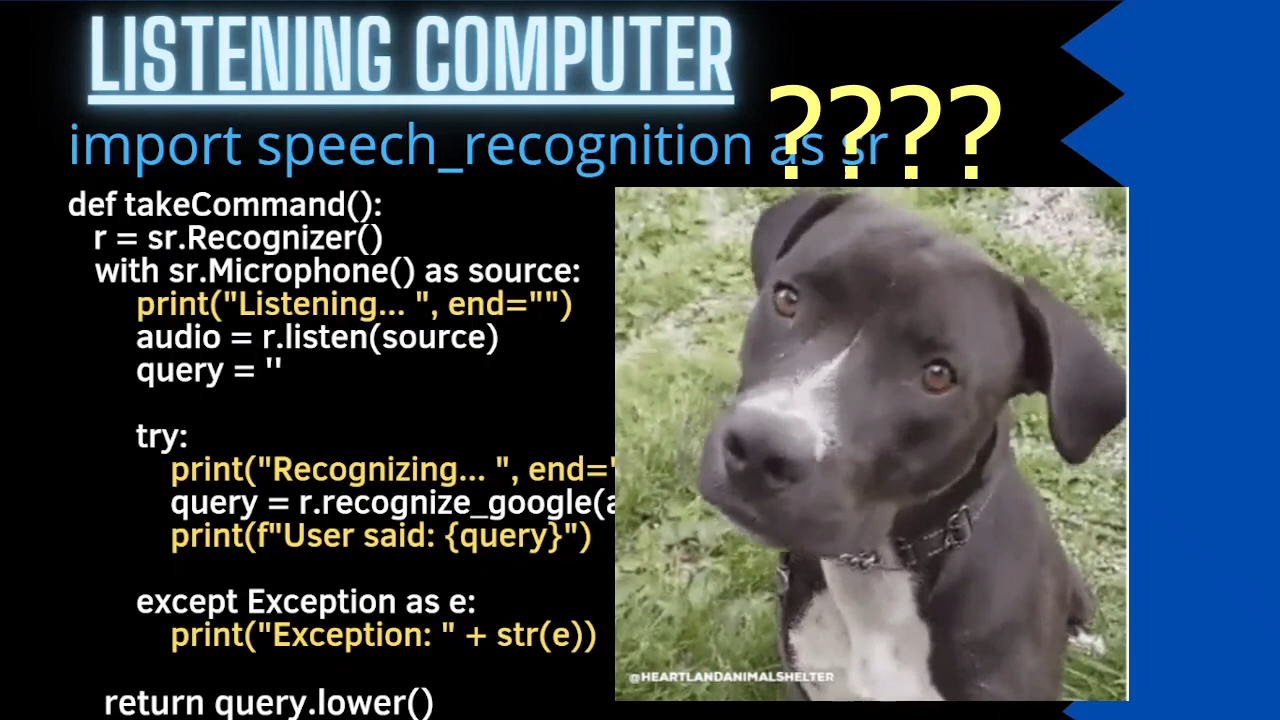 LISTENING COMPUTER
????
import speech_recognition as sr
def takeCommand():
r = sr.Recognizer()
with sr.Microphone() as source:
print("Listening... ", end="")
audio = r.listen(source)
query = ''
try:
print("Recognizing... ", end="
query = r.recognize_google(
print(f"User said: {query}")
except Exception as e:
print("Exception: " + str(e))
return query.lower()
@HEARTLANDANIMALSHELTER